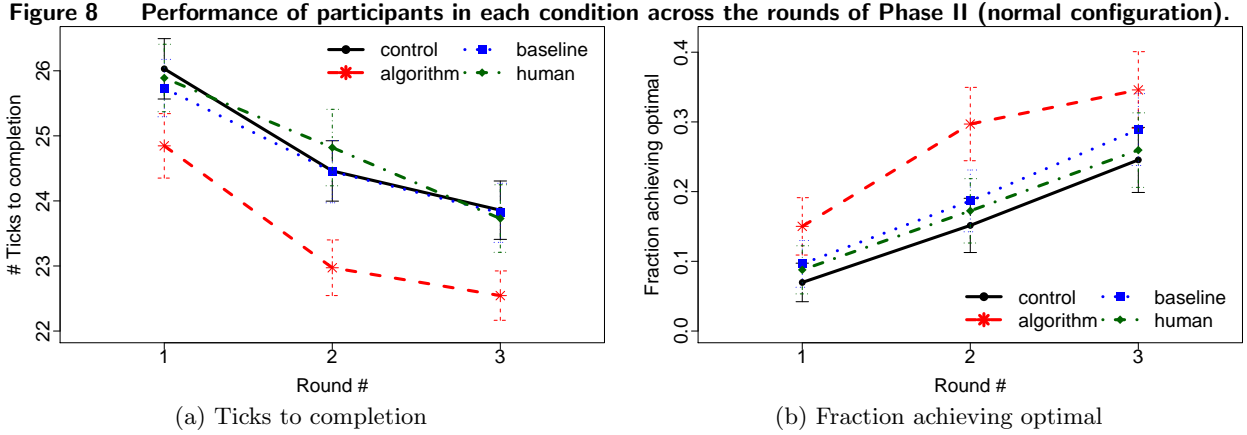 Figure 8 Performance of participants in each condition across the rounds of Phase II (normal configuration).
control
baseline
algorithm
human
# Ticks to completion
26
25
24
23
22
1
2
3
Round #
(a) Ticks to completion
Fraction achieving optimal
0.4
0.3
0.2
0.1
0.0
control
baseline
algorithm
human
1
2
3
Round #
(b) Fraction achieving optimal